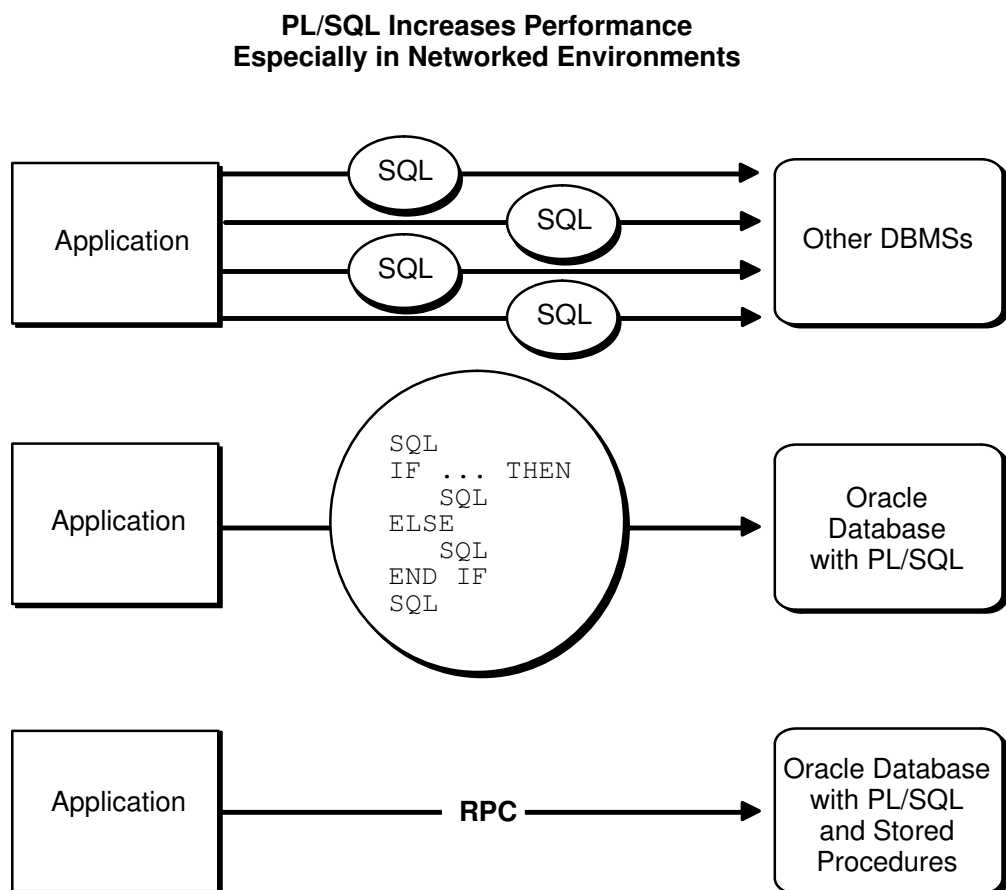 PL/SQL Increases Performance
Especially in Networked Environments
Application
SQL
SQL
SQL
SQL
Other DBMSs
Application
SQL
IF ... THEN
SQL
ELSE
SQL
END IF
SQL
Oracle
Database
with PL/SQL
Application
RPC
Oracle Database
with PL/SQL
and Stored
Procedures